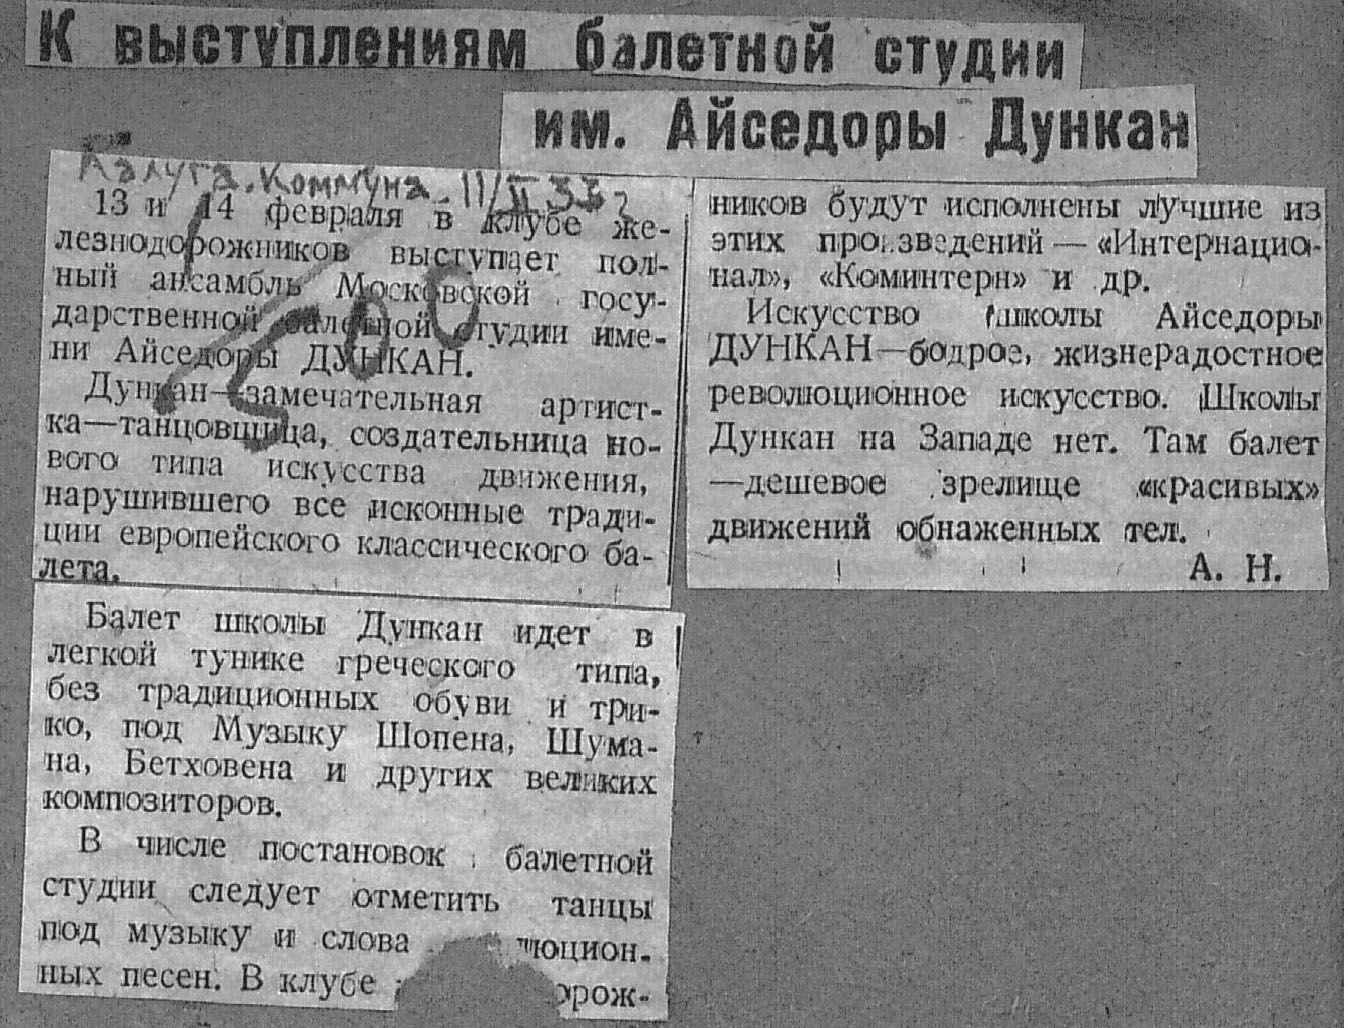 К выступлениям балетной студии
им. Айседоры Дункан
Калуга. Коммуна. 11/II 33 г
13 и 14 февраля в клубе же-
лезнодорожников выступает пол-
ный ансамбль Московской госу-
дарственной балетной студии име-
ни Айседоры ДУНКАН.
Дункан—замечательная артист-
ка—танцовщица, создательница но-
вого типа искусства движения,
нарушившего все исконные тради-
ции европейского классического ба-
лета.
Балет школы Дункан идет в
легкой тунике греческого типа,
без традиционных обуви и три-
ко, под Музыку Шопена, Шума-
на, Бетховена и других великих
композиторов.
В числе постановок балетной
студии следует отметить танцы
под музыку и слова люцион-
ных песен. В клубе орож-
ников будут исполнены лучшие из
этих произведений — «Интернацио-
нал», «Коминтерн» и др.
Искусство школы Айседоры
ДУНКАН—бодрое, жизнерадостное
революционное искусство. Школы
Дункан на Западе нет. Там балет
—дешевое зрелище «красивых»
движений обнаженных тел.
А. Н.